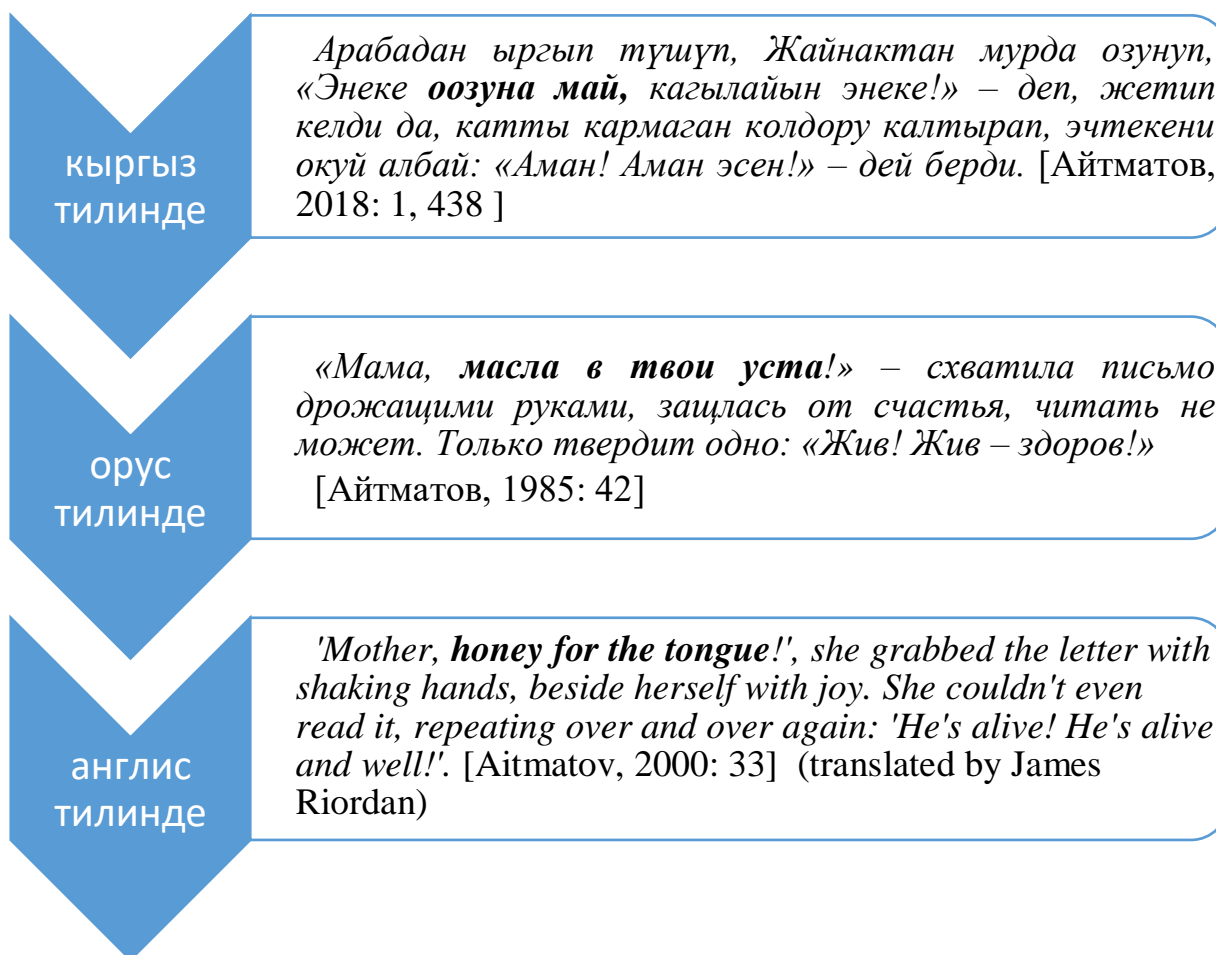 кыргыз
тилинде
Арабадан ыргып түшүп, Жайнактан мурда озунуп,
«Энеке оозуна май, кагылайын энеке!» – деп, жетип
келди да, катты кармаган колдору калтырап, эчтекени
окуй албай: «Аман! Аман эсен!» – дей берди. [Айтматов,
2018: 1, 438 ]
орус
тилинде
«Мама, масла в твои уста!» – схватила письмо
дрожащими руками, защлась от счастья, читать не
может. Только твердит одно: «Жив! Жив – здоров!»
[Айтматов, 1985: 42]
англис
тилинде
'Mother, honey for the tongue!', she grabbed the letter with
shaking hands, beside herself with joy. She couldn't even
read it, repeating over and over again: 'He's alive! He's alive
and well!'. [Aitmatov, 2000: 33] (translated by James
Riordan)